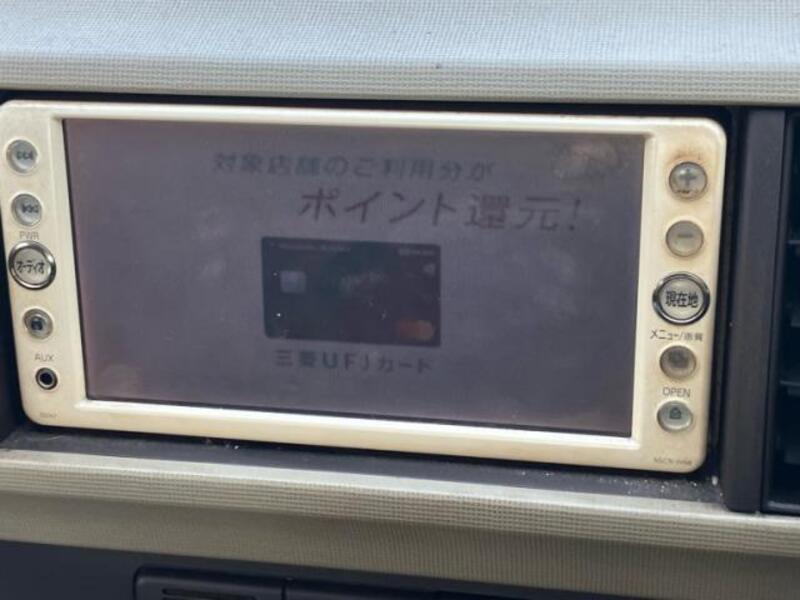 対象店舗のご利用分が
ポイント還元!
三菱UFJカード
PWR
オーディオ
AUX
現在地
メニュー/画質
OPEN